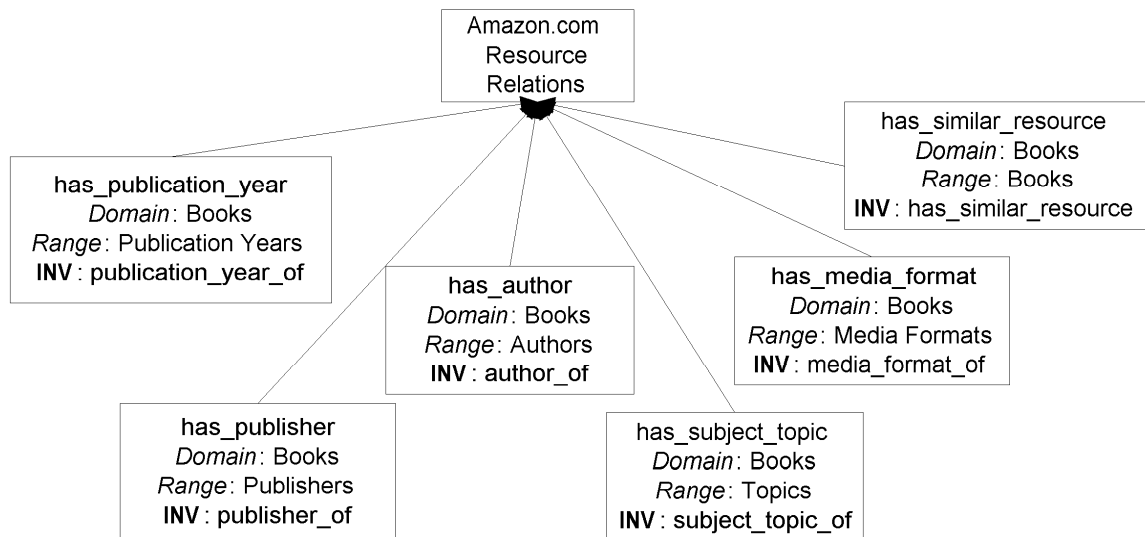 Amazon.com
Resource
Relations
has_publication_year
Domain: Books
Range: Publication Years
INV : publication_year_of
has_publisher
Domain: Books
Range: Publishers
INV : publisher_of
has_author
Domain: Books
Range: Authors
INV : author_of
has_subject_topic
Domain: Books
Range: Topics
INV : subject_topic_of
has_media_format
Domain: Books
Range: Media Formats
INV : media_format_of
has_similar_resource
Domain: Books
Range: Books
INV : has_similar_resource